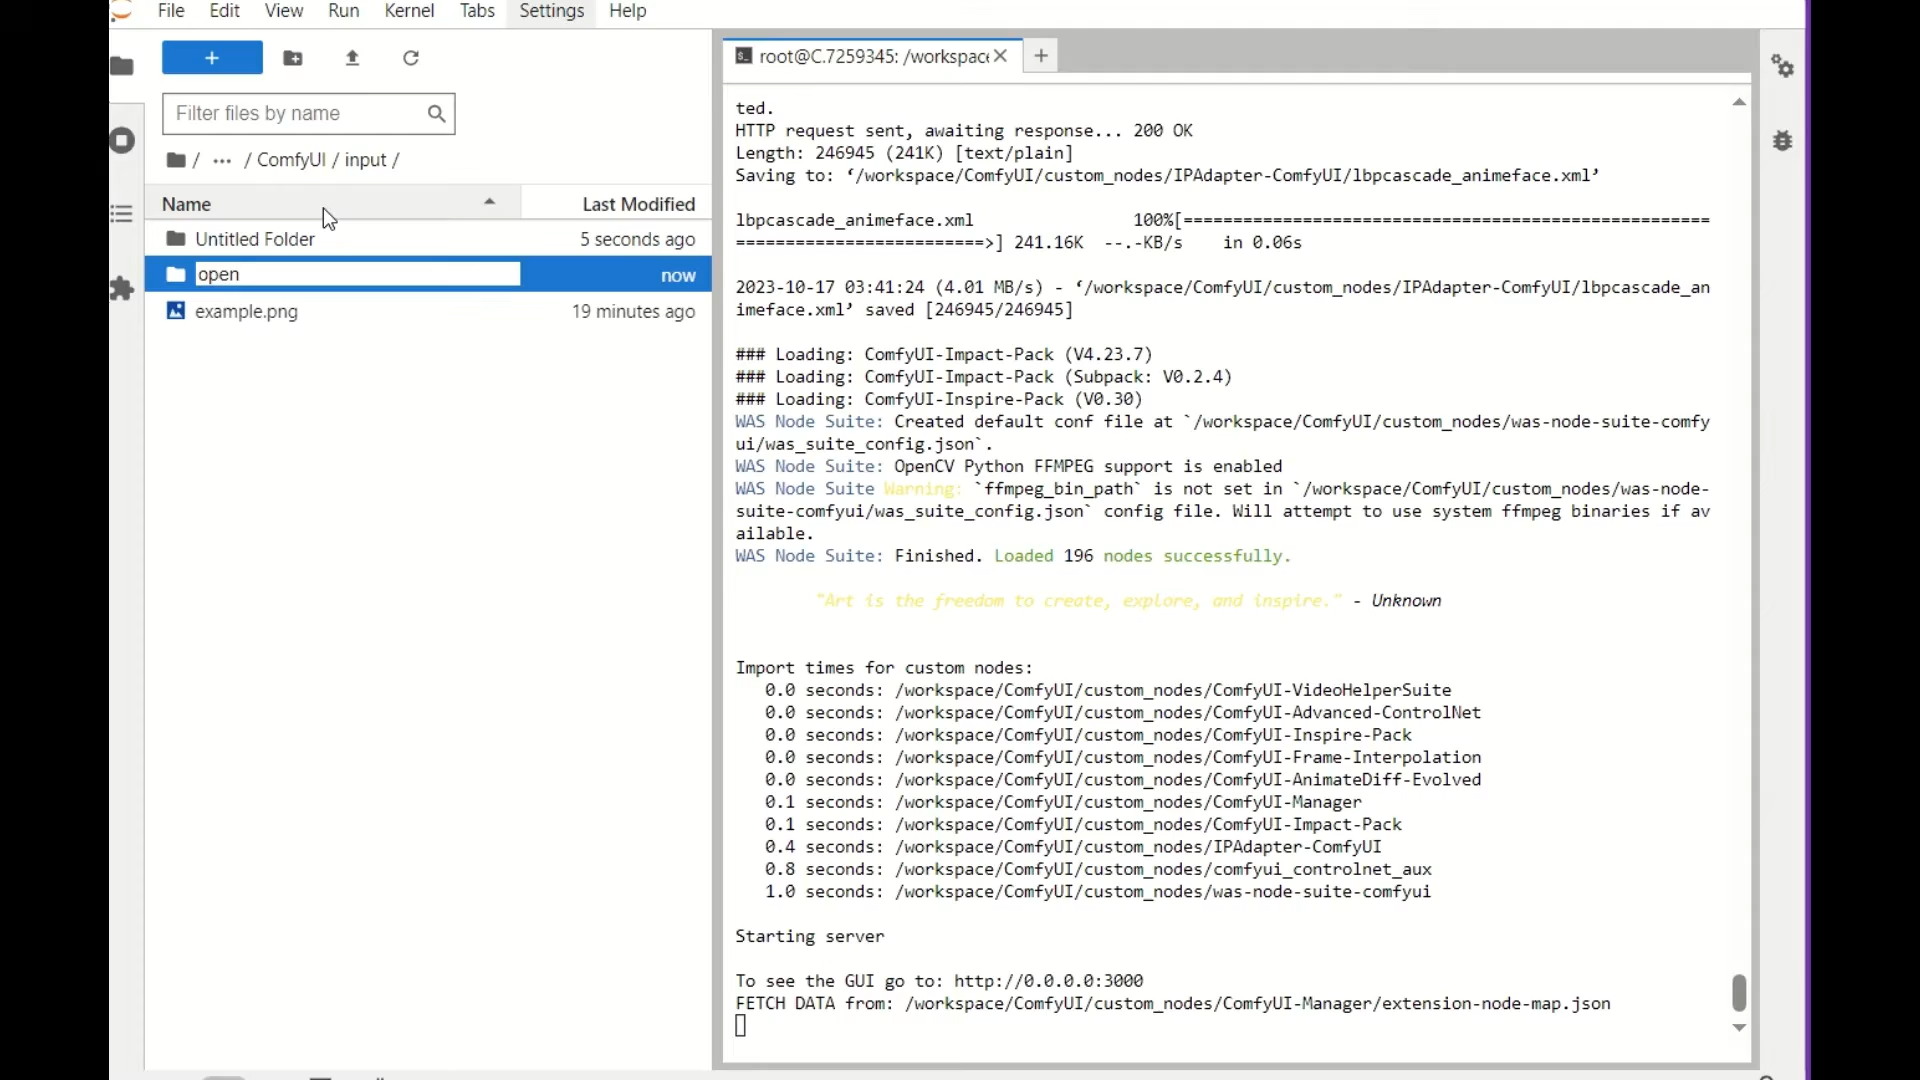 File Edit View Run Kernel Tabs Settings Help
+
root@C.7259345: /workspace
Filter files by name
/ ... / ComfyUI / input /
Name Last Modified
Untitled Folder 5 seconds ago
open now
example.png 19 minutes ago
ted.
HTTP request sent, awaiting response... 200 OK
Length: 246945 (241K) [text/plain]
Saving to: ‘/workspace/ComfyUI/custom_nodes/IPAdapter-ComfyUI/lbpcascade_animeface.xml’
lbpcascade_animeface.xml 100%[=====================================================
=========================>] 241.16K --.-KB/s in 0.06s
2023-10-17 03:41:24 (4.01 MB/s) - ‘/workspace/ComfyUI/custom_nodes/IPAdapter-ComfyUI/lbpcascade_an
imeface.xml’ saved [246945/246945]
### Loading: ComfyUI-Impact-Pack (V4.23.7)
### Loading: ComfyUI-Impact-Pack (Subpack: V0.2.4)
### Loading: ComfyUI-Inspire-Pack (V0.30)
WAS Node Suite: Created default conf file at `/workspace/ComfyUI/custom_nodes/was-node-suite-comfy
ui/was_suite_config.json`.
WAS Node Suite: OpenCV Python FFMPEG support is enabled
WAS Node Suite Warning: `ffmpeg_bin_path` is not set in `/workspace/ComfyUI/custom_nodes/was-node-
suite-comfyui/was_suite_config.json` config file. Will attempt to use system ffmpeg binaries if av
ailable.
WAS Node Suite: Finished. Loaded 196 nodes successfully.
"Art is the freedom to create, explore, and inspire." - Unknown
Import times for custom nodes:
0.0 seconds: /workspace/ComfyUI/custom_nodes/ComfyUI-VideoHelperSuite
0.0 seconds: /workspace/ComfyUI/custom_nodes/ComfyUI-Advanced-ControlNet
0.0 seconds: /workspace/ComfyUI/custom_nodes/ComfyUI-Inspire-Pack
0.0 seconds: /workspace/ComfyUI/custom_nodes/ComfyUI-Frame-Interpolation
0.0 seconds: /workspace/ComfyUI/custom_nodes/ComfyUI-AnimateDiff-Evolved
0.1 seconds: /workspace/ComfyUI/custom_nodes/ComfyUI-Manager
0.1 seconds: /workspace/ComfyUI/custom_nodes/ComfyUI-Impact-Pack
0.4 seconds: /workspace/ComfyUI/custom_nodes/IPAdapter-ComfyUI
0.8 seconds: /workspace/ComfyUI/custom_nodes/comfyui_controlnet_aux
1.0 seconds: /workspace/ComfyUI/custom_nodes/was-node-suite-comfyui
Starting server
To see the GUI go to: http://0.0.0.0:3000
FETCH DATA from: /workspace/ComfyUI/custom_nodes/ComfyUI-Manager/extension-node-map.json